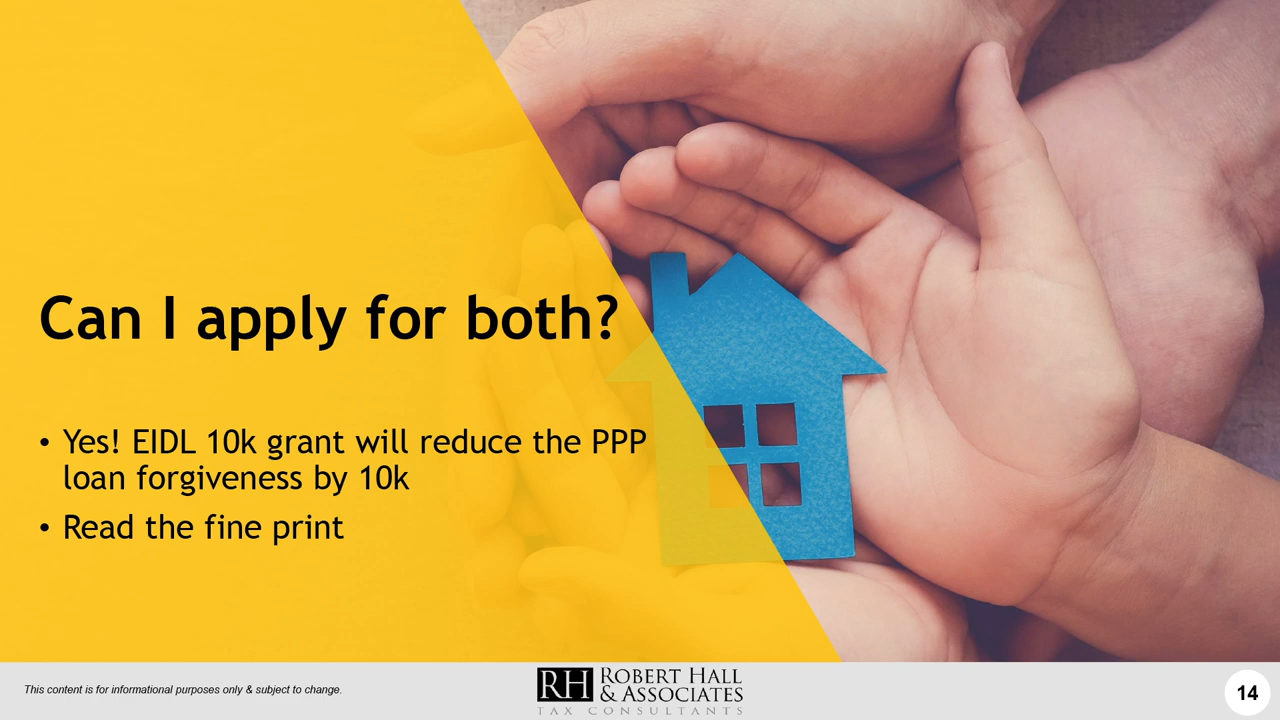 Can I apply for both?
• Yes! EIDL 10k grant will reduce the PPP
loan forgiveness by 10k
• Read the fine print
This content is for informational purposes only & subject to change.
RH ROBERT HALL
& ASSOCIATES
TAX CONSULTANTS
14